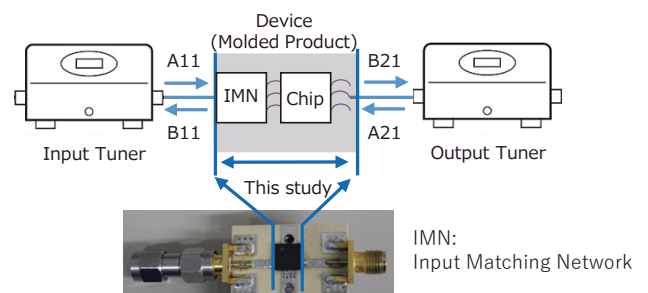 Device
(Molded Product)
A11
B21
IMN
Chip
B11
A21
Input Tuner
Output Tuner
This study
IMN:
Input Matching Network